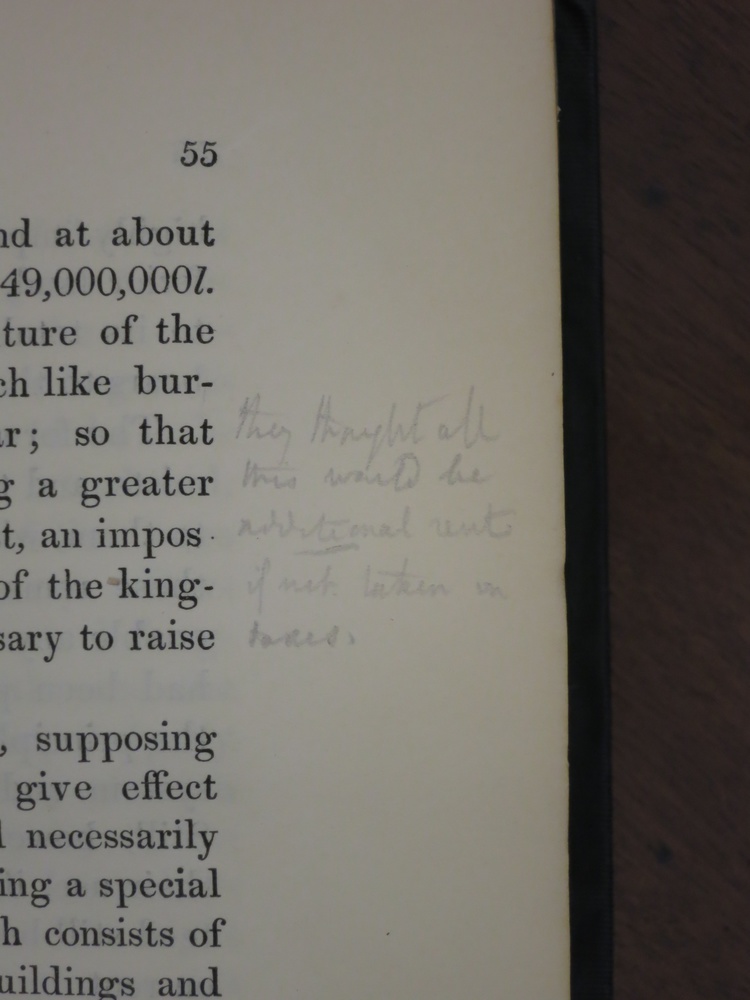 55
nd at about
49,000,000l.
ture of the
ch like bur-
ar; so that
g a greater
t, an impos
of the king-
sary to raise
, supposing
give effect
l necessarily
ing a special
h consists of
uildings and
they thought all
this would be
additional rent
if not taken in
taxes.